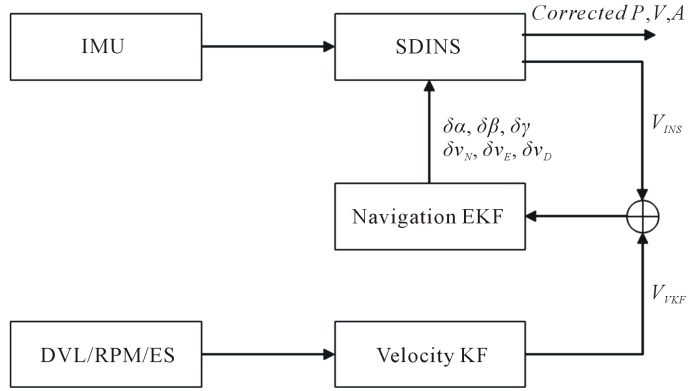 Corrected P,V,A
IMU
SDINS
V_INS
δα, δβ, δγ
δv_N, δv_E, δv_D
Navigation EKF
V_VKF
DVL/RPM/ES
Velocity KF